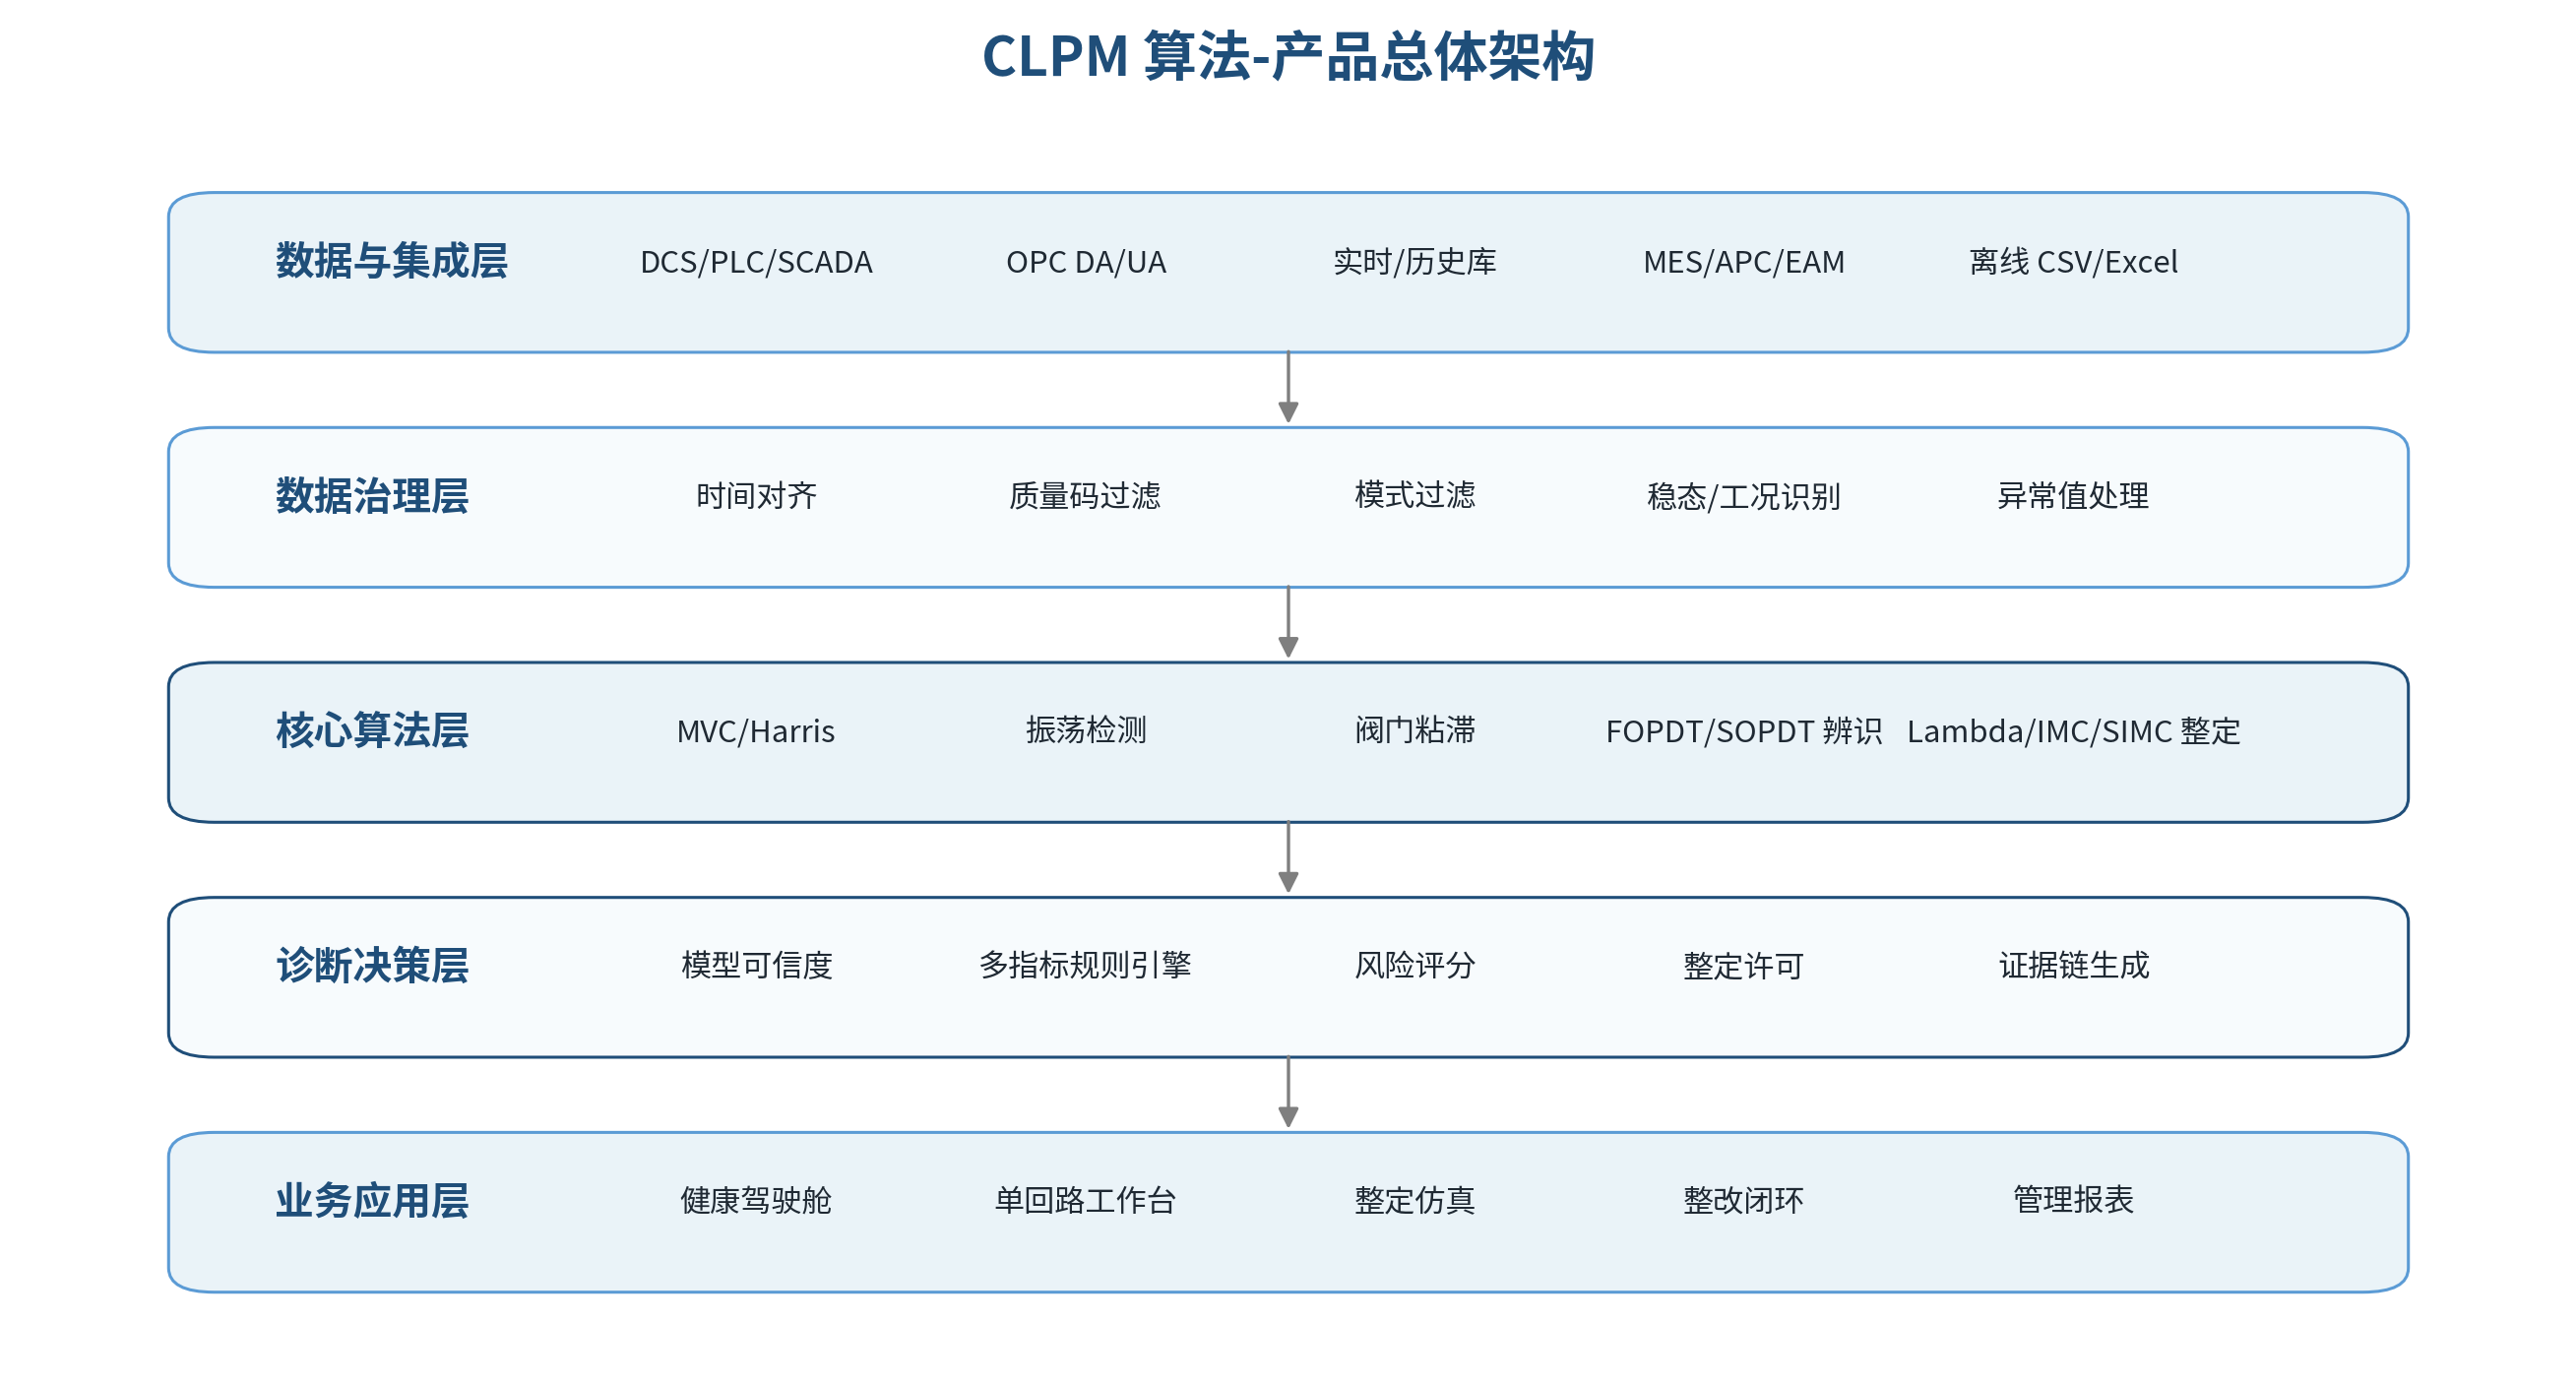 CLPM 算法-产品总体架构
数据与集成层 DCS/PLC/SCADA OPC DA/UA 实时/历史库 MES/APC/EAM 离线 CSV/Excel
数据治理层 时间对齐 质量码过滤 模式过滤 稳态/工况识别 异常值处理
核心算法层 MVC/Harris 振荡检测 阀门粘滞 FOPDT/SOPDT 辨识 Lambda/IMC/SIMC 整定
诊断决策层 模型可信度 多指标规则引擎 风险评分 整定许可 证据链生成
业务应用层 健康驾驶舱 单回路工作台 整定仿真 整改闭环 管理报表